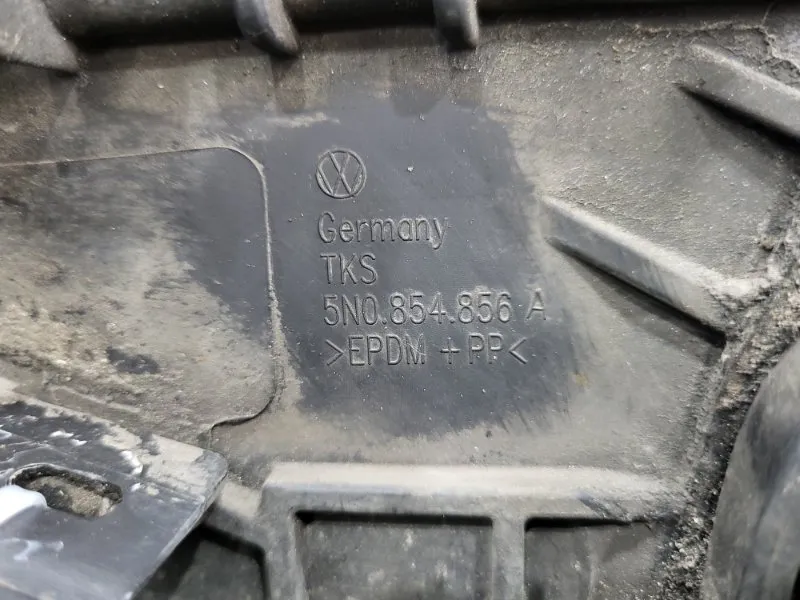 Germany
TKS
5N0.854.856 A
>EPDM + PP<